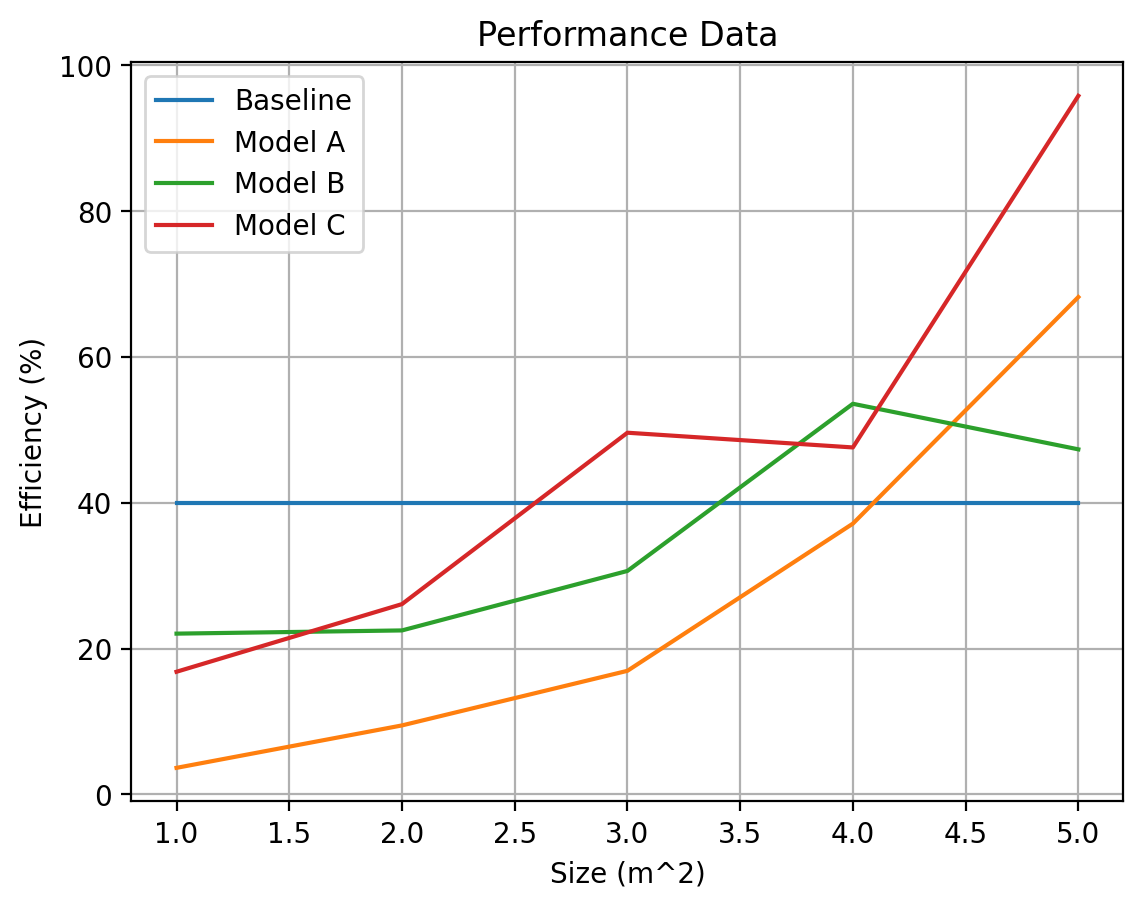 Performance Data
100
80
60
40
20
0
Efficiency (%)
Baseline
Model A
Model B
Model C
1.0 1.5 2.0 2.5 3.0 3.5 4.0 4.5 5.0
Size (m^2)